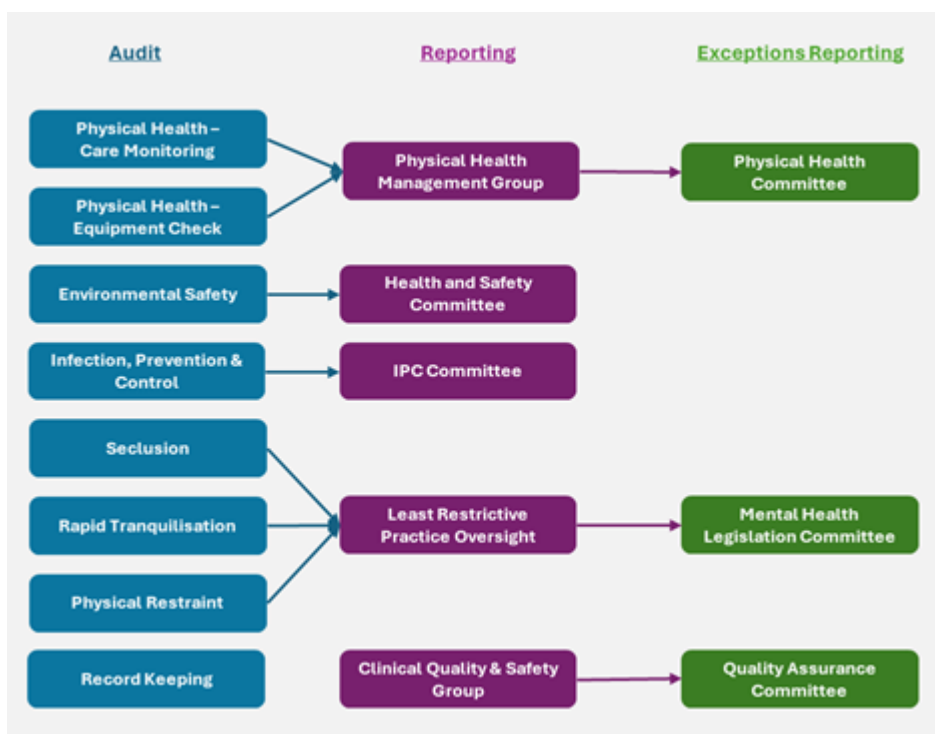 Audit
Reporting
Exceptions Reporting
Physical Health –
Care Monitoring
Physical Health –
Equipment Check
Physical Health
Management Group
Physical Health
Committee
Environmental Safety
Health and Safety
Committee
Infection, Prevention &
Control
IPC Committee
Seclusion
Rapid Tranquilisation
Physical Restraint
Least Restrictive
Practice Oversight
Mental Health
Legislation Committee
Record Keeping
Clinical Quality & Safety
Group
Quality Assurance
Committee